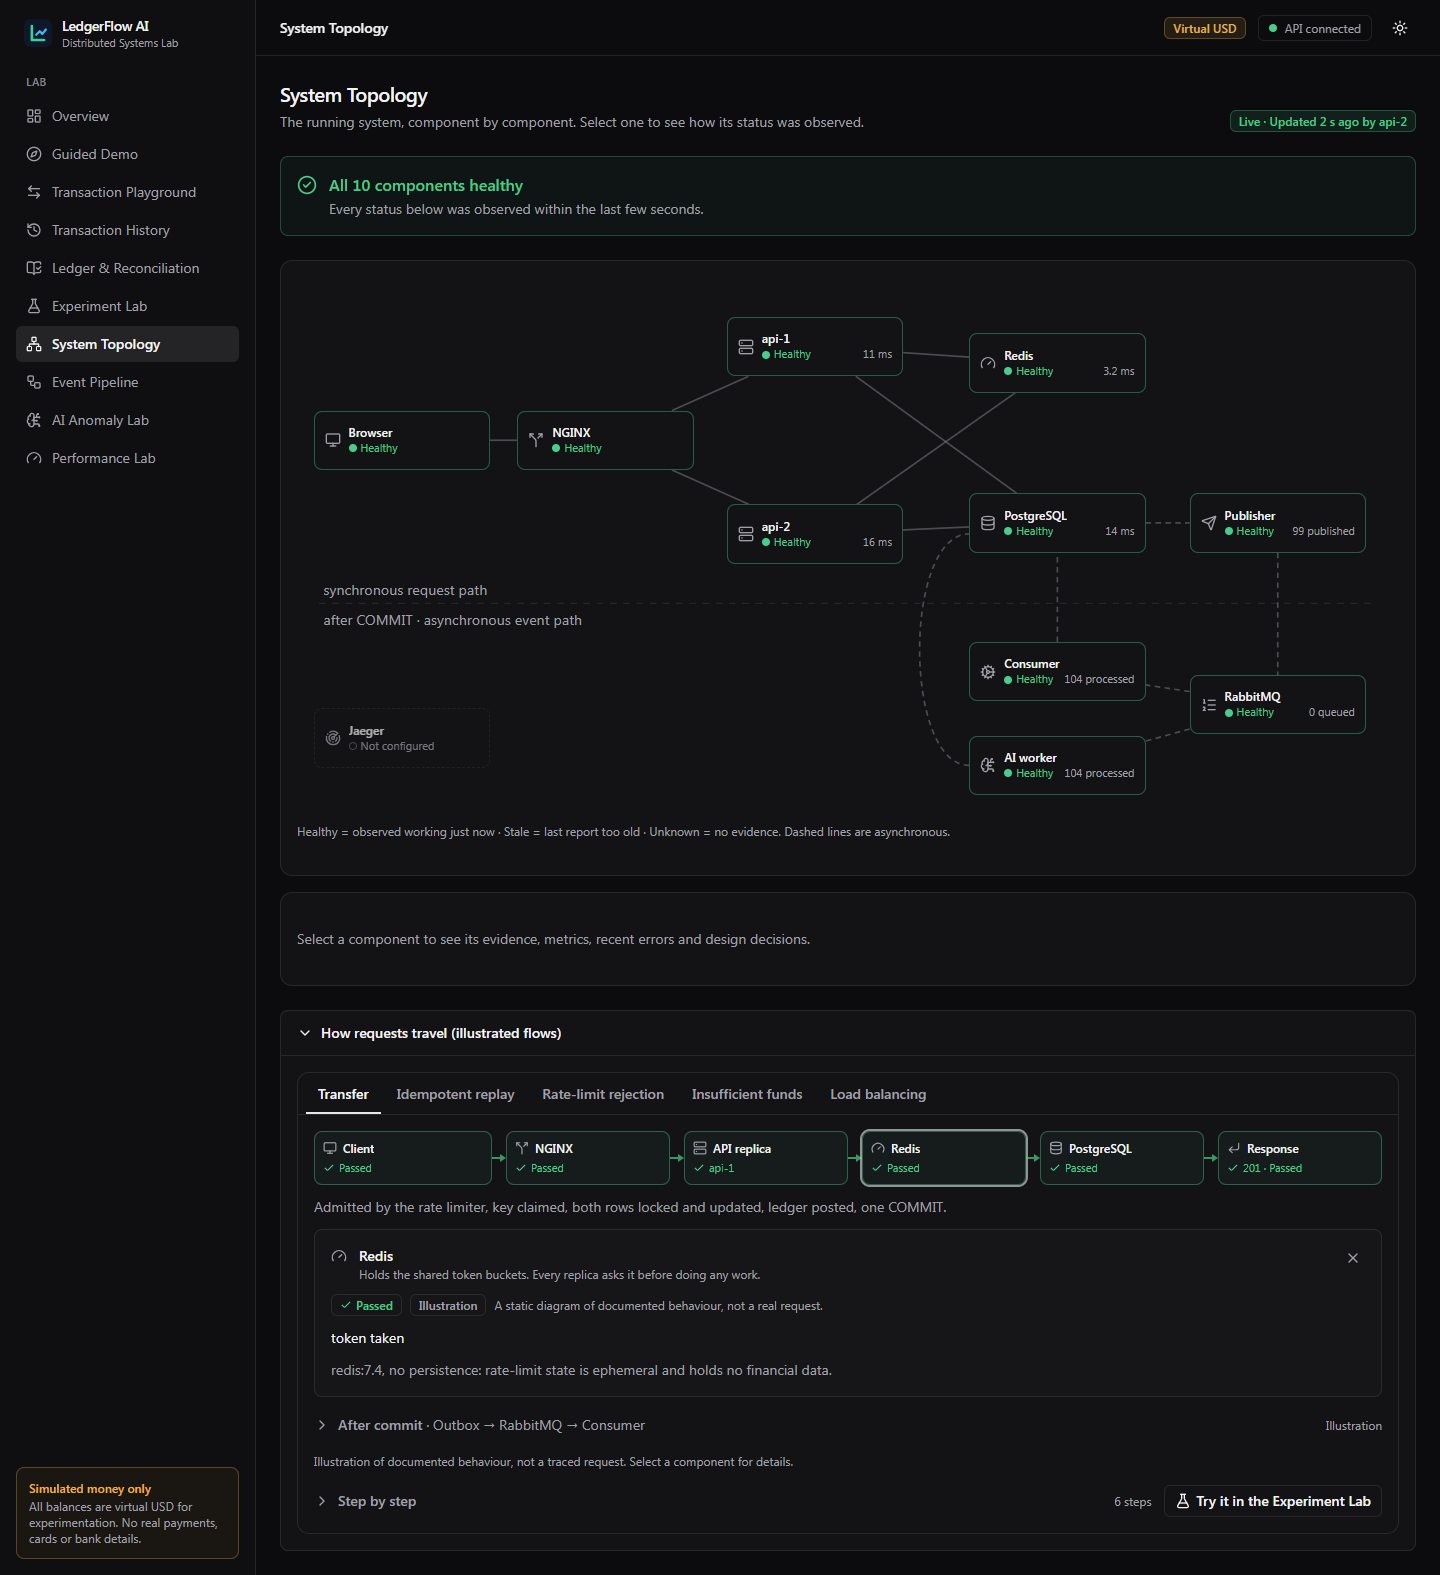 LedgerFlow AI
Distributed Systems Lab
LAB
Overview
Guided Demo
Transaction Playground
Transaction History
Ledger & Reconciliation
Experiment Lab
System Topology
Event Pipeline
AI Anomaly Lab
Performance Lab
Simulated money only
All balances are virtual USD for
experimentation. No real payments,
cards or bank details.
System Topology
Virtual USD
API connected
System Topology
The running system, component by component. Select one to see how its status was observed.
Live · Updated 2 s ago by api-2
All 10 components healthy
Every status below was observed within the last few seconds.
api-1
Healthy 11 ms
Redis
Healthy 3.2 ms
Browser
Healthy
NGINX
Healthy
api-2
Healthy 16 ms
PostgreSQL
Healthy 14 ms
Publisher
Healthy 99 published
synchronous request path
after COMMIT · asynchronous event path
Consumer
Healthy 104 processed
RabbitMQ
Healthy 0 queued
Jaeger
Not configured
AI worker
Healthy 104 processed
Healthy = observed working just now · Stale = last report too old · Unknown = no evidence. Dashed lines are asynchronous.
Select a component to see its evidence, metrics, recent errors and design decisions.
How requests travel (illustrated flows)
Transfer Idempotent replay Rate-limit rejection Insufficient funds Load balancing
Client
Passed
NGINX
Passed
API replica
api-1
Redis
Passed
PostgreSQL
Passed
Response
201 · Passed
Admitted by the rate limiter, key claimed, both rows locked and updated, ledger posted, one COMMIT.
Redis
Holds the shared token buckets. Every replica asks it before doing any work.
Passed Illustration A static diagram of documented behaviour, not a real request.
token taken
redis:7.4, no persistence: rate-limit state is ephemeral and holds no financial data.
After commit · Outbox → RabbitMQ → Consumer Illustration
Illustration of documented behaviour, not a traced request. Select a component for details.
Step by step 6 steps Try it in the Experiment Lab